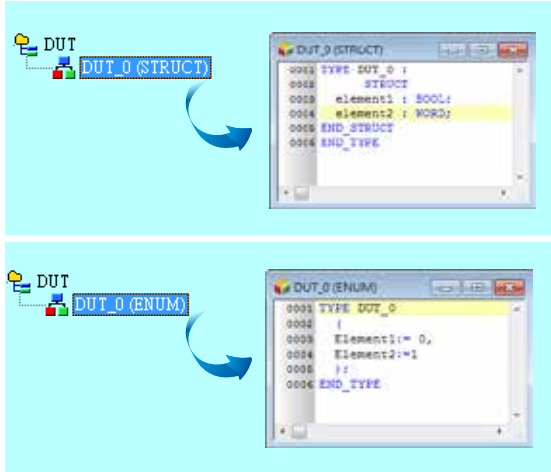 DUT
DUT_0 (STRUCT)
DUT_0 (STRUCT)
0001 TYPE DUT_0 :
0002 STRUCT
0003 element1 : BOOL;
0004 element2 : WORD;
0005 END_STRUCT
0006 END_TYPE
DUT
DUT_0 (ENUM)
DUT_0 (ENUM)
0001 TYPE DUT_0
0002 (
0003 Element1:= 0,
0004 Element2:=1
0005 );
0006 END_TYPE